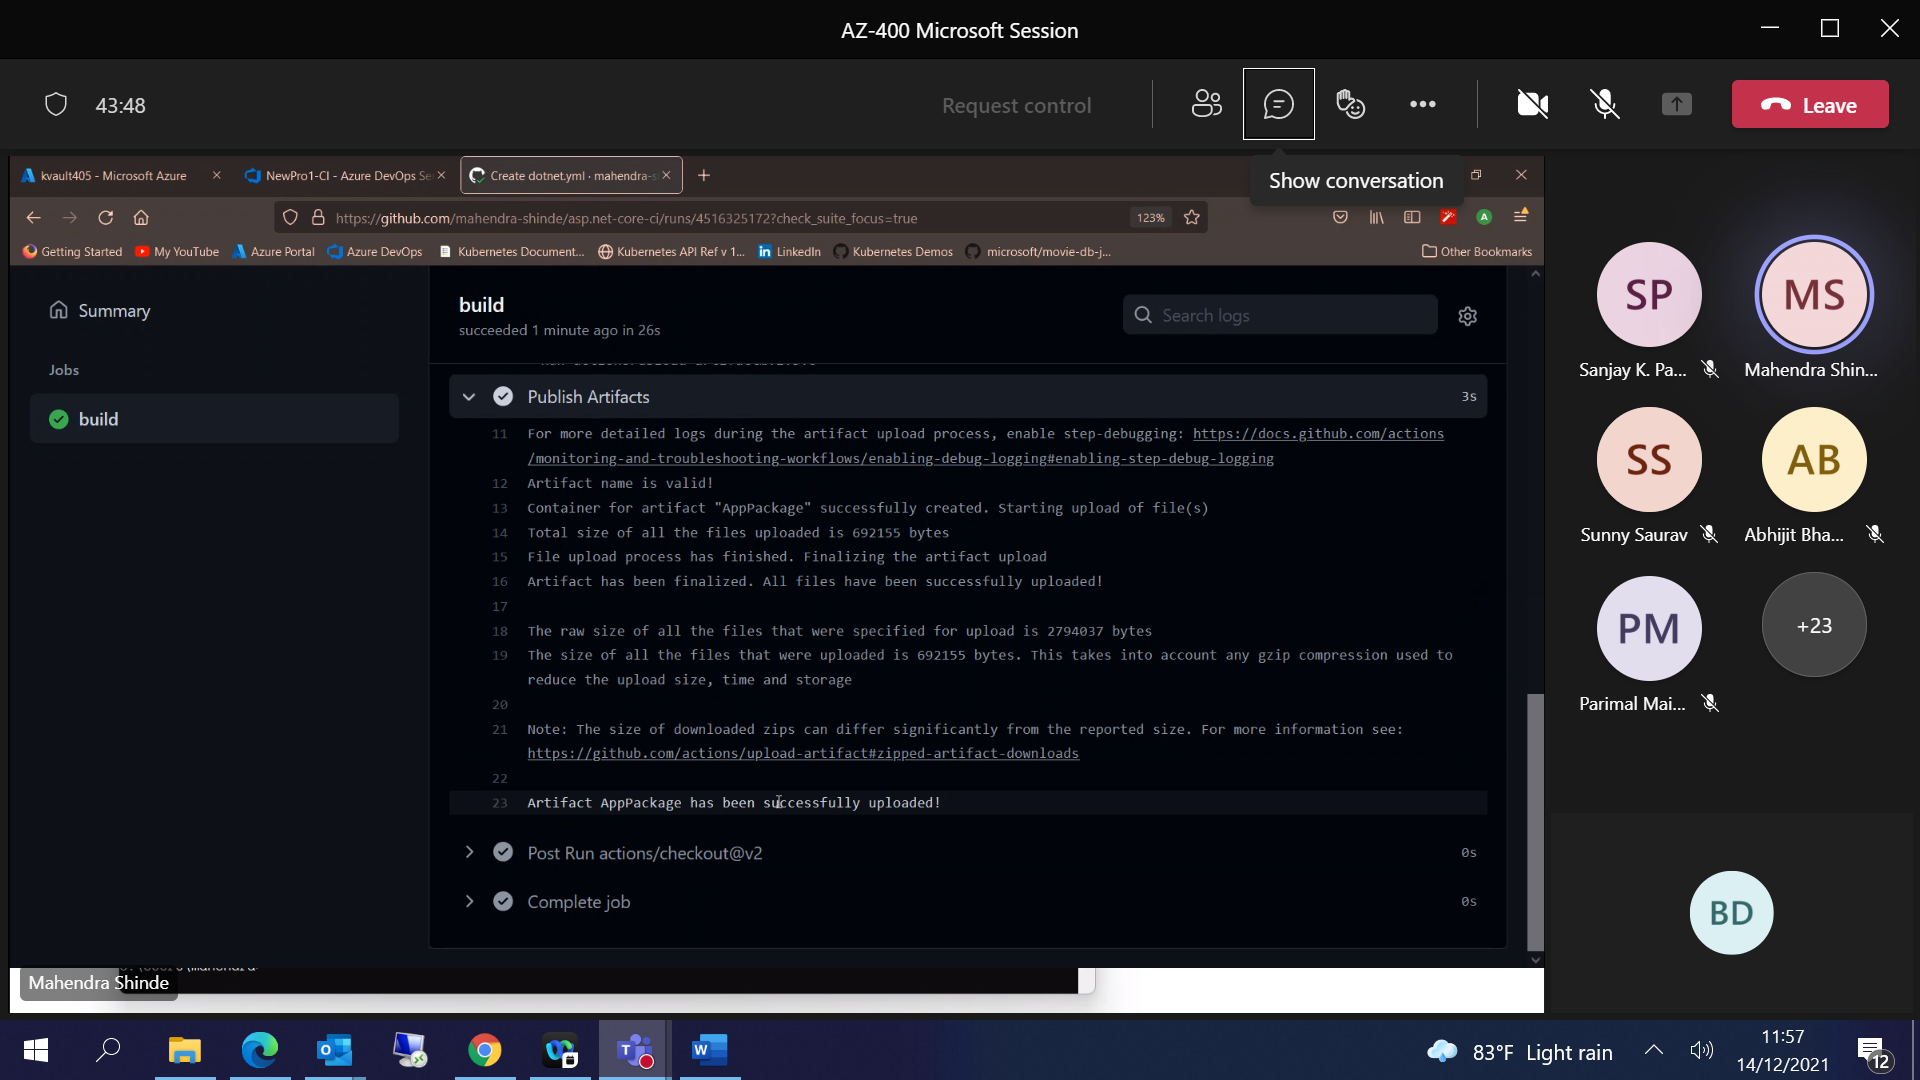 AZ-400 Microsoft Session
43:48
Request control
Leave
Show conversation
kvault405 - Microsoft Azure
NewPro1-CI - Azure DevOps Se
Create dotnet.yml · mahendra-s
https://github.com/mahendra-shinde/asp.net-core-ci/runs/4516325172?check_suite_focus=true
123%
A
Getting Started
My YouTube
Azure Portal
Azure DevOps
Kubernetes Document...
Kubernetes API Ref v 1...
LinkedIn
Kubernetes Demos
microsoft/movie-db-j...
Other Bookmarks
Summary
Jobs
build
build
succeeded 1 minute ago in 26s
Search logs
Publish Artifacts
3s
11 For more detailed logs during the artifact upload process, enable step-debugging: https://docs.github.com/actions
/monitoring-and-troubleshooting-workflows/enabling-debug-logging#enabling-step-debug-logging
12 Artifact name is valid!
13 Container for artifact "AppPackage" successfully created. Starting upload of file(s)
14 Total size of all the files uploaded is 692155 bytes
15 File upload process has finished. Finalizing the artifact upload
16 Artifact has been finalized. All files have been successfully uploaded!
17
18 The raw size of all the files that were specified for upload is 2794037 bytes
19 The size of all the files that were uploaded is 692155 bytes. This takes into account any gzip compression used to
reduce the upload size, time and storage
20
21 Note: The size of downloaded zips can differ significantly from the reported size. For more information see:
https://github.com/actions/upload-artifact#zipped-artifact-downloads
22
23 Artifact AppPackage has been successfully uploaded!
Post Run actions/checkout@v2
0s
Complete job
0s
Mahendra Shinde
SP
Sanjay K. Pa...
MS
Mahendra Shin...
SS
Sunny Saurav
AB
Abhijit Bha...
PM
Parimal Mai...
+23
BD
83°F Light rain
11:57
14/12/2021
12